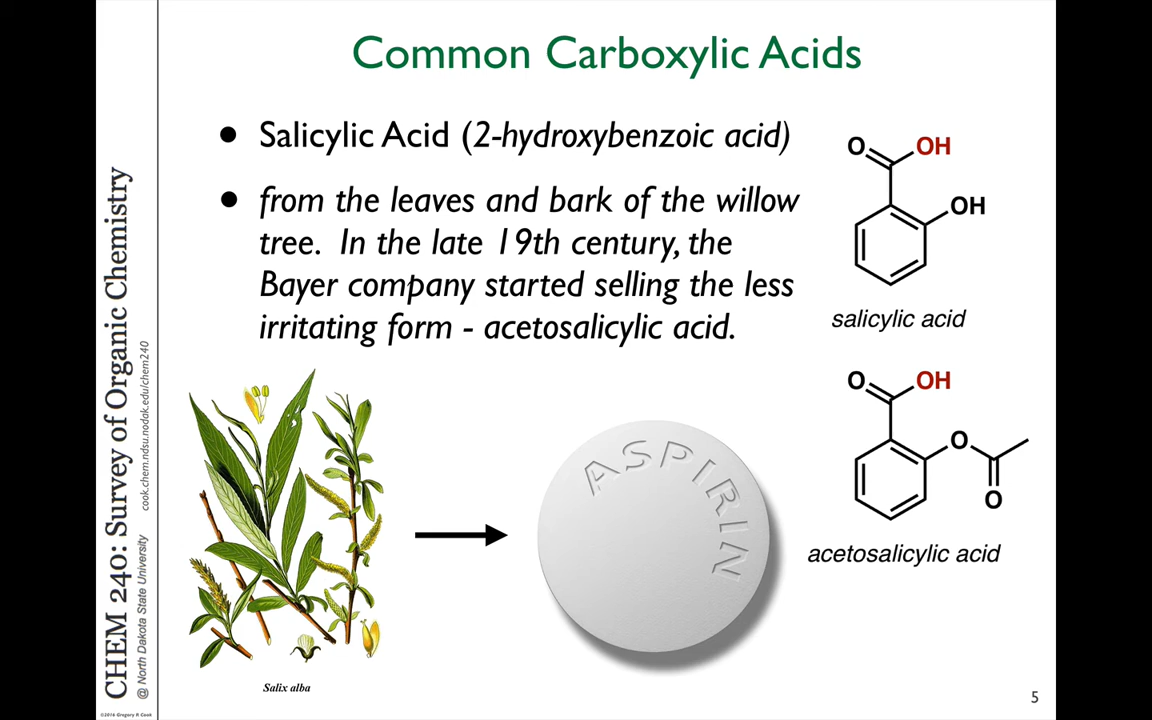 Common Carboxylic Acids
• Salicylic Acid (2-hydroxybenzoic acid)
• from the leaves and bark of the willow
tree. In the late 19th century, the
Bayer company started selling the less
irritating form - acetosalicylic acid.
O
OH
OH
salicylic acid
O
OH
O
O
acetosalicylic acid
ASPIRIN
Salix alba
CHEM 240: Survey of Organic Chemistry
@ North Dakota State University cook.chem.ndsu.nodak.edu/chem240
©2016 Gregory R Cook
5